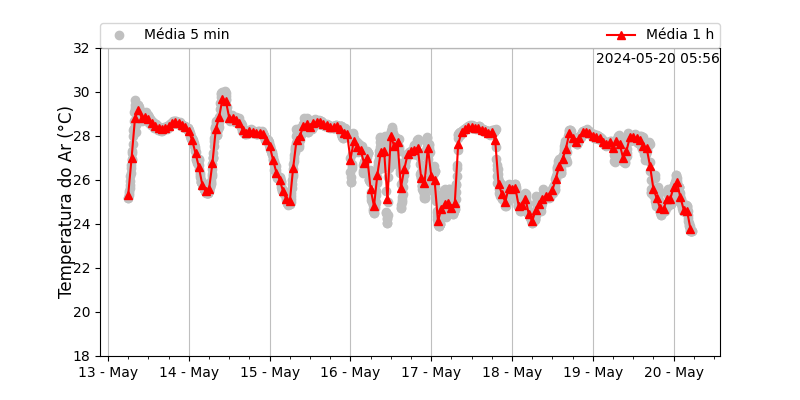 Média 5 min
Média 1 h
2024-05-20 05:56
Temperatura do Ar (°C)
32
30
28
26
24
22
20
18
13 - May
14 - May
15 - May
16 - May
17 - May
18 - May
19 - May
20 - May